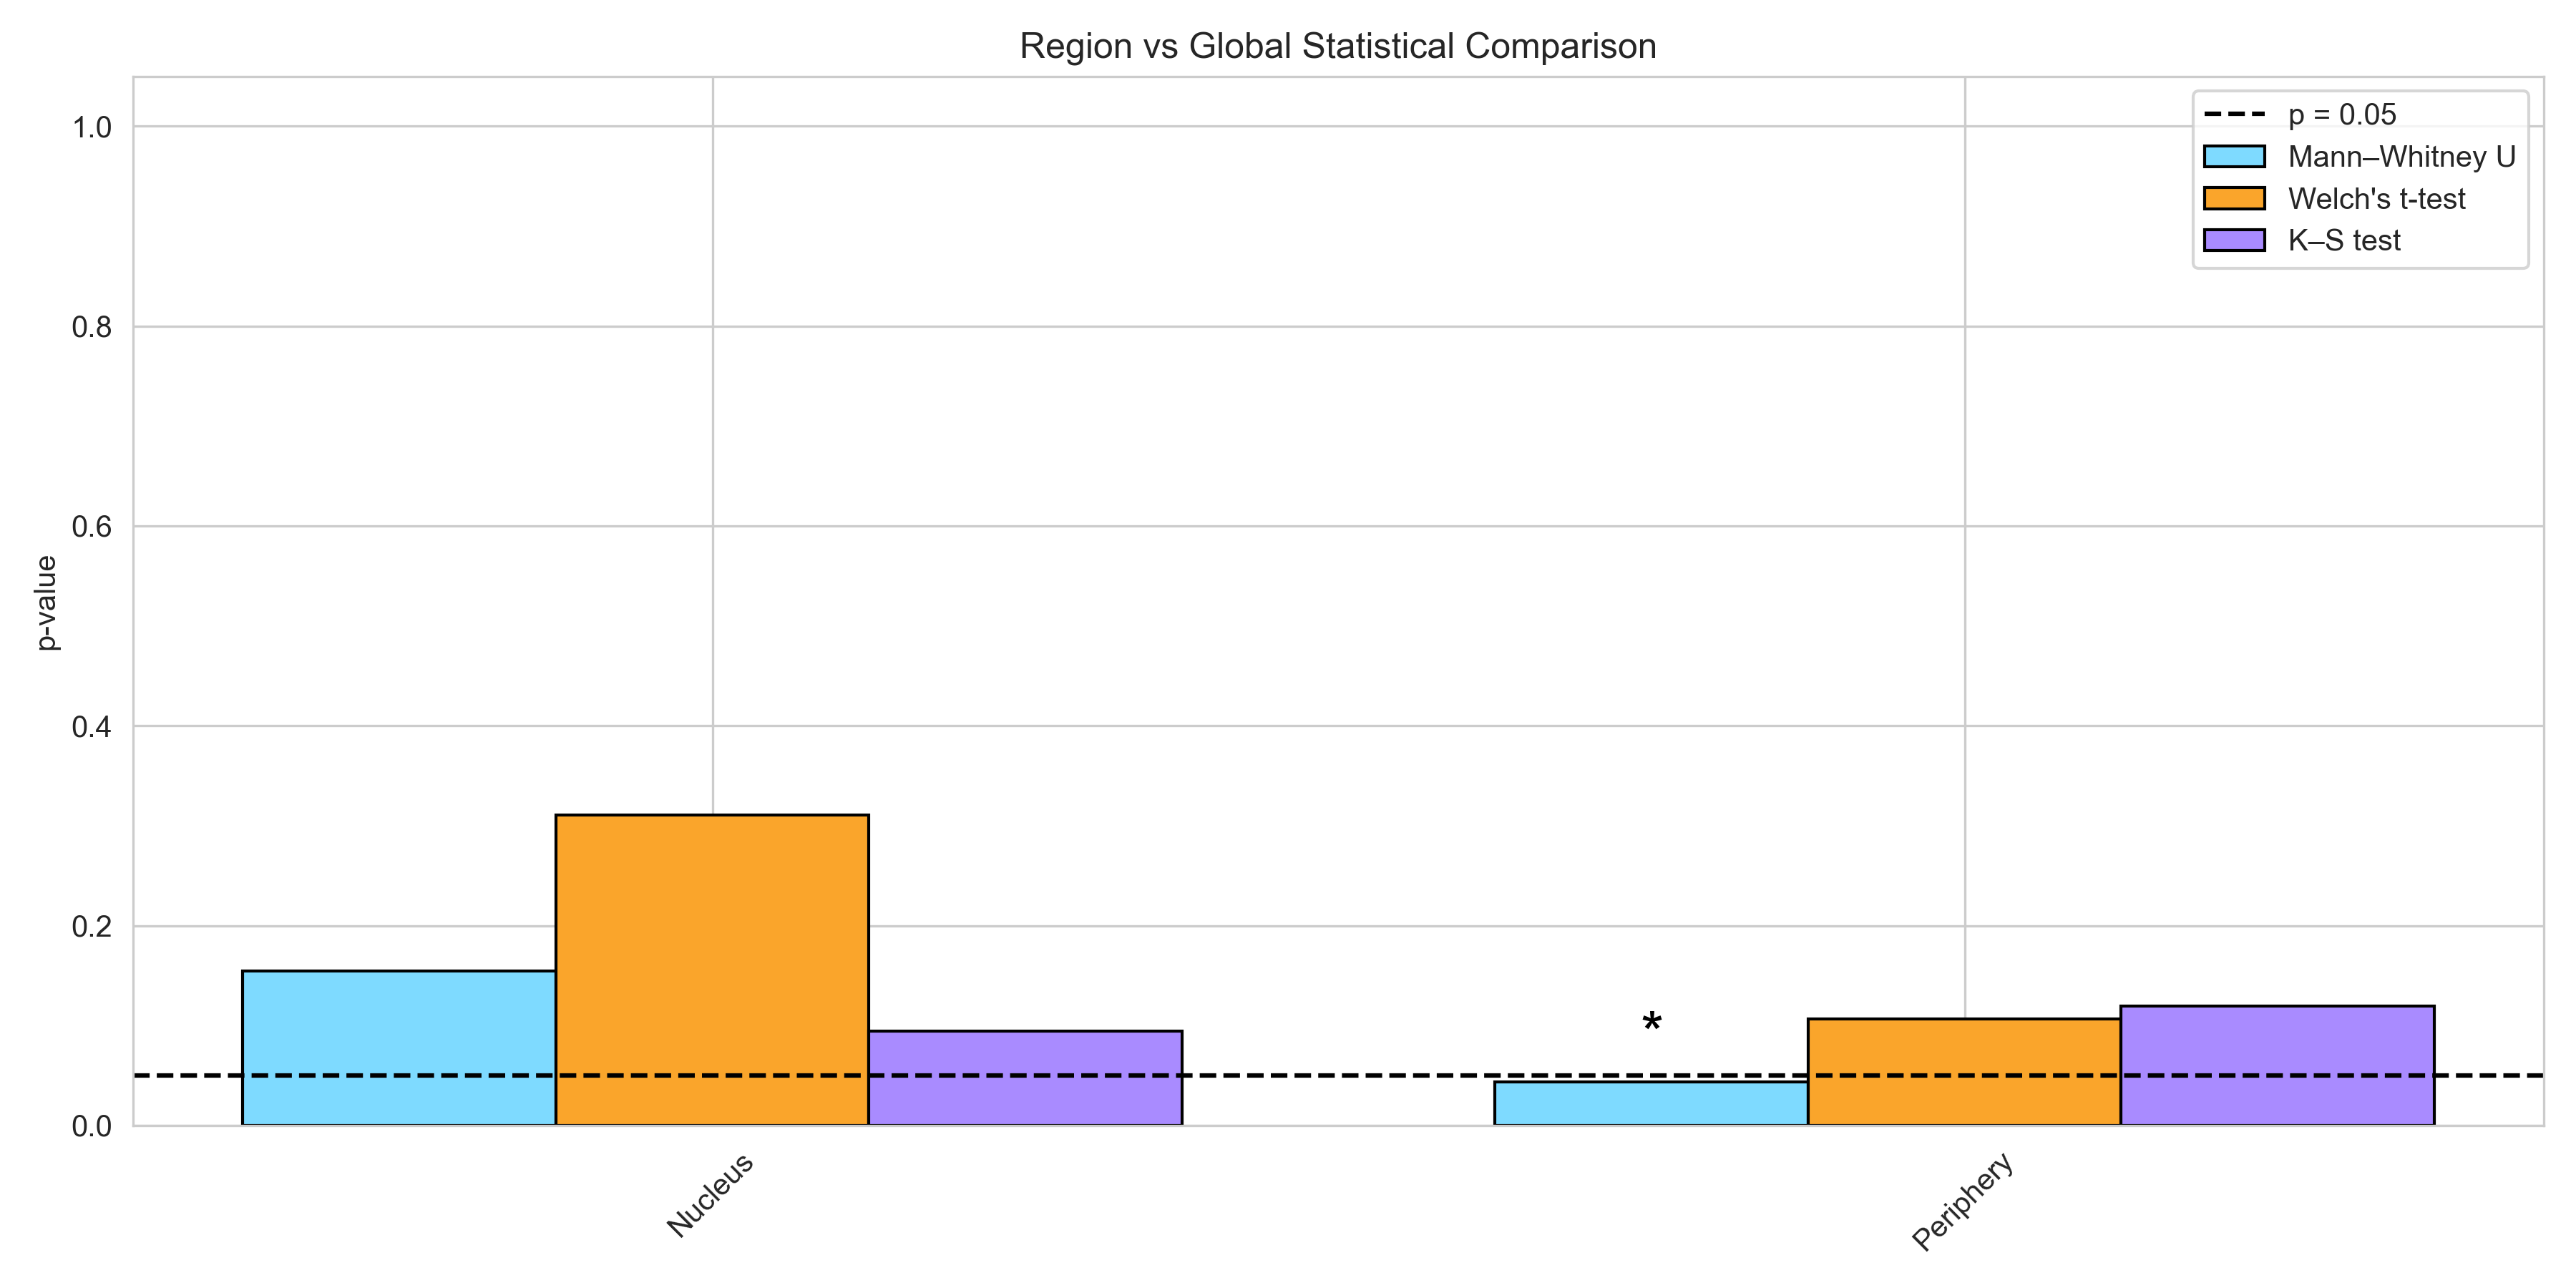 Region vs Global Statistical Comparison
p = 0.05
Mann–Whitney U
Welch's t-test
K–S test
p-value
1.0
0.8
0.6
0.4
0.2
0.0
*
Nucleus
Periphery